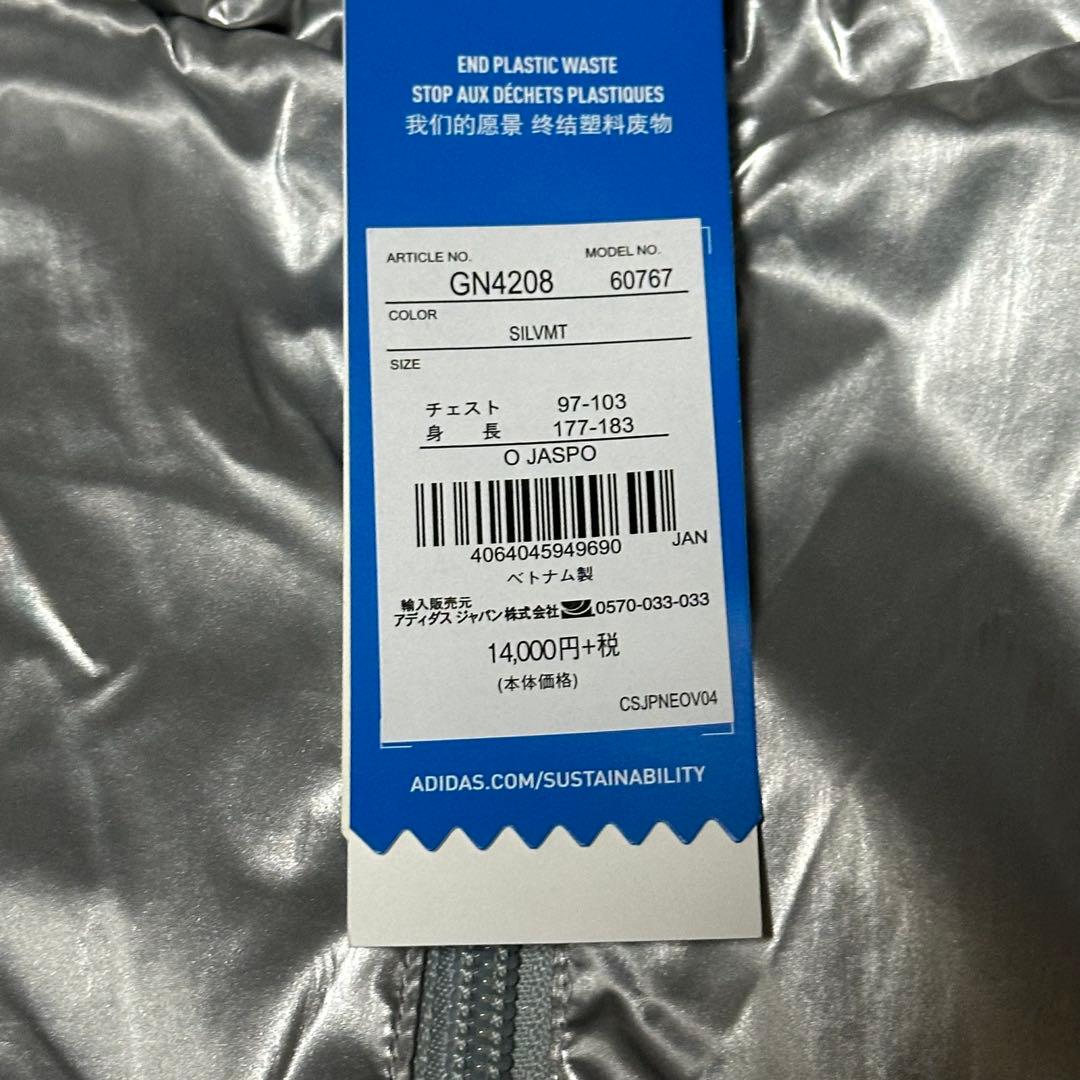 END PLASTIC WASTE
STOP AUX DÉCHETS PLASTIQUES
我们的愿景 终结塑料废物
ARTICLE NO. MODEL NO.
GN4208 60767
COLOR
SILVMT
SIZE
チェスト 97-103
身 長 177-183
O JASPO
4064045949690 JAN
ベトナム製
輸入販売元
アディダス ジャパン株式会社 0570-033-033
14,000円+税
(本体価格)
CSJPNEOV04
ADIDAS.COM/SUSTAINABILITY